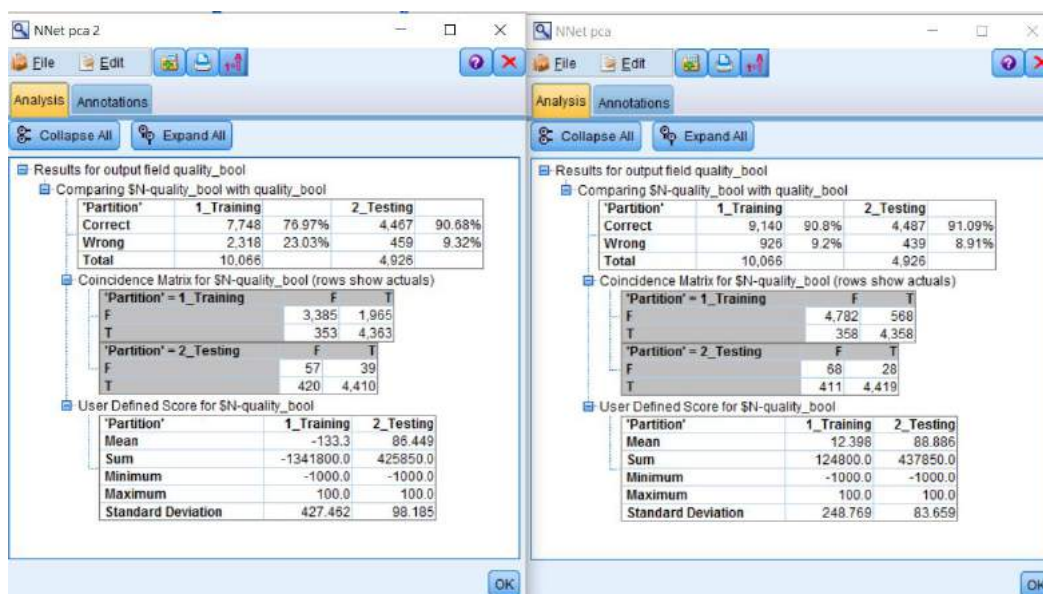 NNet pca 2
File Edit
Analysis Annotations
Collapse All Expand All
Results for output field quality_bool
Comparing $N-quality_bool with quality_bool
'Partition' 1_Training 2_Testing
Correct 7,748 76.97% 4,467 90.68%
Wrong 2,318 23.03% 459 9.32%
Total 10,066 4,926
Coincidence Matrix for $N-quality_bool (rows show actuals)
'Partition' = 1_Training F T
F 3,385 1,965
T 353 4,363
'Partition' = 2_Testing F T
F 57 39
T 420 4,410
User Defined Score for $N-quality_bool
'Partition' 1_Training 2_Testing
Mean -133.3 86.449
Sum -1341800.0 425850.0
Minimum -1000.0 -1000.0
Maximum 100.0 100.0
Standard Deviation 427.462 98.185
OK
NNet pca
File Edit
Analysis Annotations
Collapse All Expand All
Results for output field quality_bool
Comparing $N-quality_bool with quality_bool
'Partition' 1_Training 2_Testing
Correct 9,140 90.8% 4,487 91.09%
Wrong 926 9.2% 439 8.91%
Total 10,066 4,926
Coincidence Matrix for $N-quality_bool (rows show actuals)
'Partition' = 1_Training F T
F 4,782 568
T 358 4,358
'Partition' = 2_Testing F T
F 68 28
T 411 4,419
User Defined Score for $N-quality_bool
'Partition' 1_Training 2_Testing
Mean 12.398 88.886
Sum 124800.0 437850.0
Minimum -1000.0 -1000.0
Maximum 100.0 100.0
Standard Deviation 248.769 83.659
OK